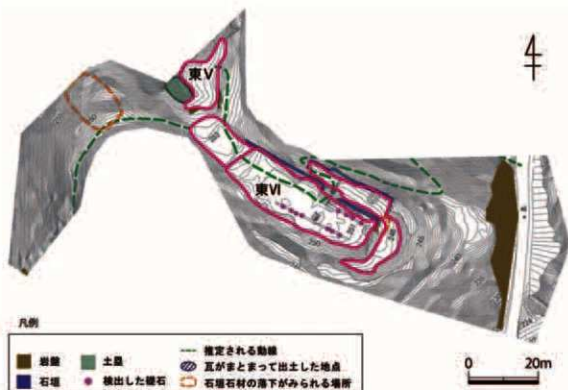 東Ⅴ
東Ⅵ
凡例
岩盤
土塁
推定される動線
瓦がまとまって出土した地点
石垣
検出した礎石
石垣石材の落下がみられる場所
0
20m